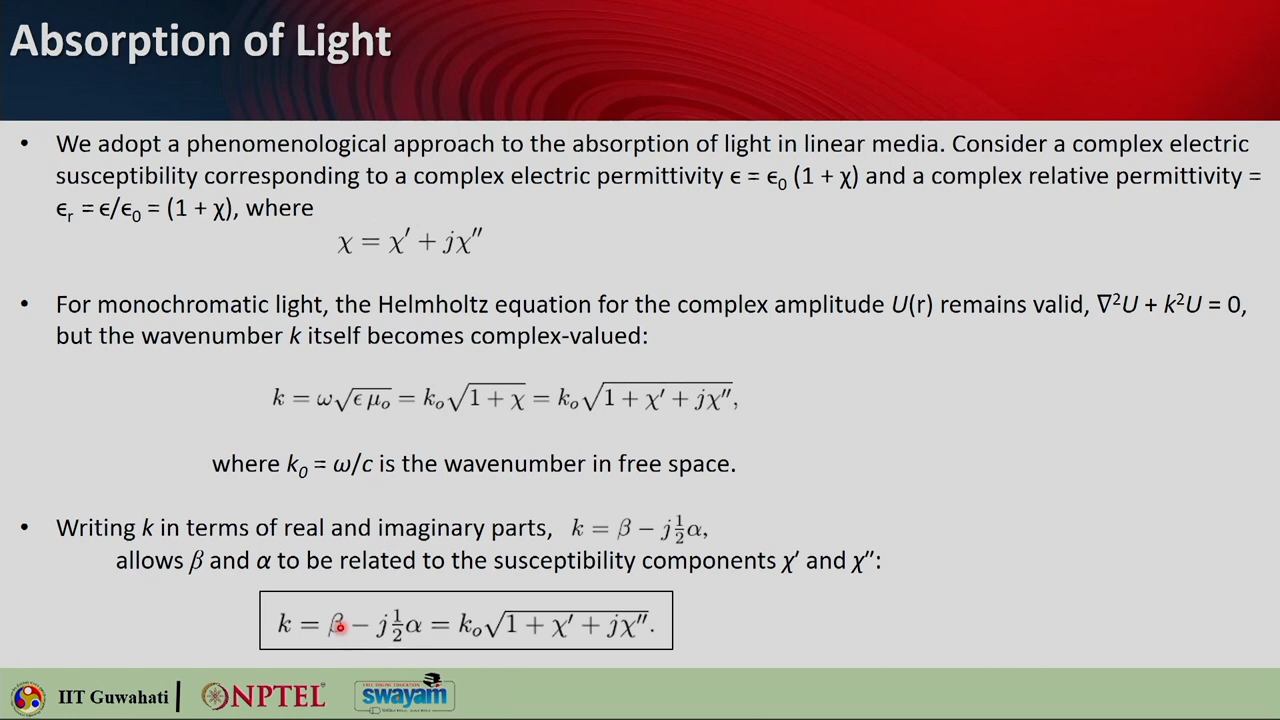 Absorption of Light
• We adopt a phenomenological approach to the absorption of light in linear media. Consider a complex electric
susceptibility corresponding to a complex electric permittivity ϵ = ϵ₀ (1 + χ) and a complex relative permittivity =
ϵᵣ = ϵ/ϵ₀ = (1 + χ), where
χ = χ′ + jχ″
• For monochromatic light, the Helmholtz equation for the complex amplitude U(r) remains valid, ∇²U + k²U = 0,
but the wavenumber k itself becomes complex-valued:
k = ω√(ϵ μₒ) = kₒ√(1 + χ) = kₒ√(1 + χ′ + jχ″),
where k₀ = ω/c is the wavenumber in free space.
• Writing k in terms of real and imaginary parts, k = β − j½α,
allows β and α to be related to the susceptibility components χ′ and χ″:
k = β − j½α = kₒ√(1 + χ′ + jχ″).
IIT Guwahati NPTEL swayam